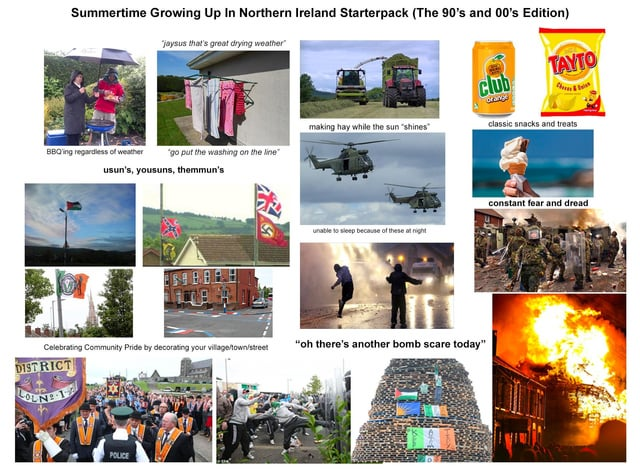 Summertime Growing Up In Northern Ireland Starterpack (The 90's and 00's Edition)
"jaysus that's great drying weather"
club
orange
TAYTO
Cheese & Onion
BBQ'ing regardless of weather
"go put the washing on the line"
making hay while the sun "shines"
classic snacks and treats
usun's, yousuns, themmun's
constant fear and dread
unable to sleep because of these at night
Celebrating Community Pride by decorating your village/town/street
"oh there's another bomb scare today"
DISTRICT
L.O.L. Nº 1
POLICE